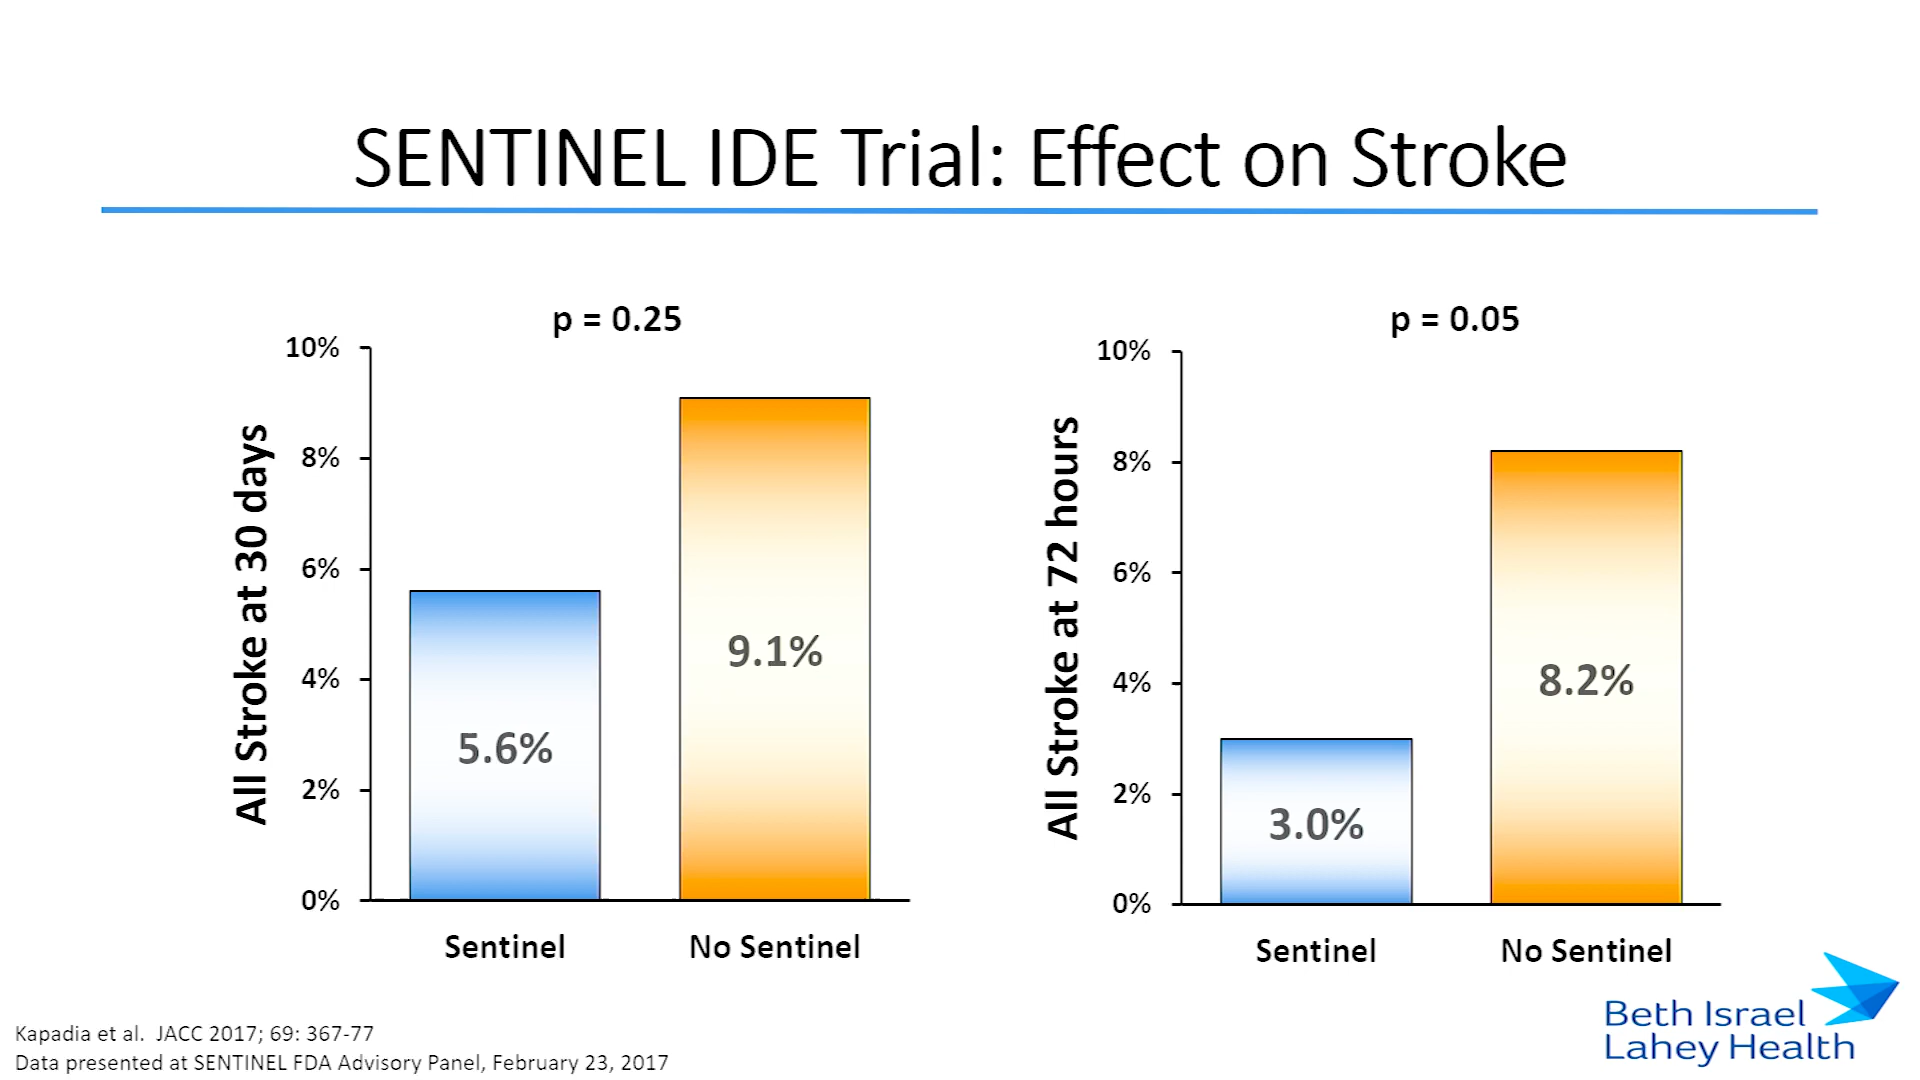 SENTINEL IDE Trial: Effect on Stroke
p = 0.25
All Stroke at 30 days
10%
8%
6%
4%
2%
0%
5.6%
9.1%
Sentinel
No Sentinel
p = 0.05
All Stroke at 72 hours
10%
8%
6%
4%
2%
0%
3.0%
8.2%
Sentinel
No Sentinel
Kapadia et al.  JACC 2017; 69: 367-77
Data presented at SENTINEL FDA Advisory Panel, February 23, 2017
Beth Israel
Lahey Health